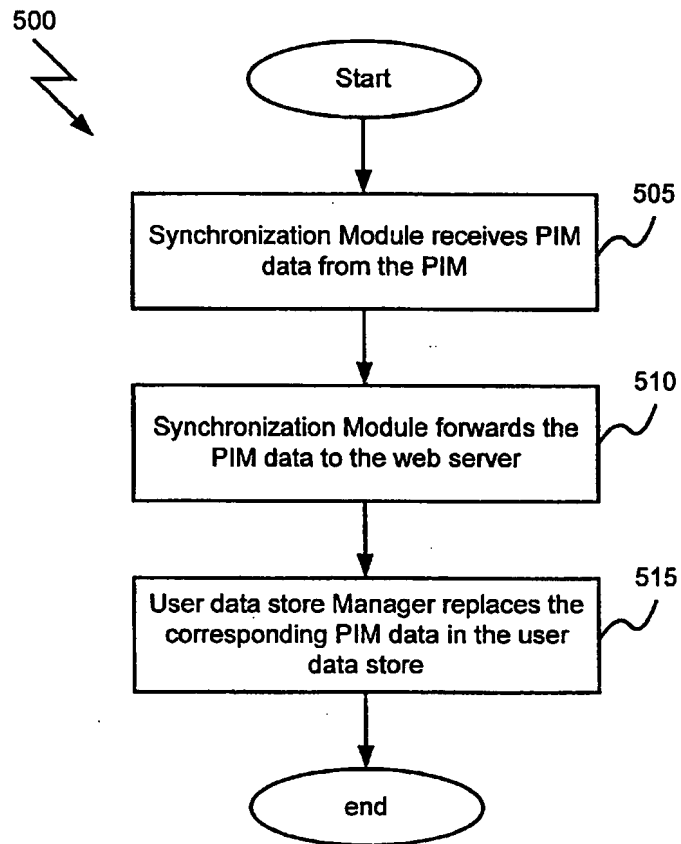 500
Start
505
Synchronization Module receives PIM
data from the PIM
510
Synchronization Module forwards the
PIM data to the web server
515
User data store Manager replaces the
corresponding PIM data in the user
data store
end